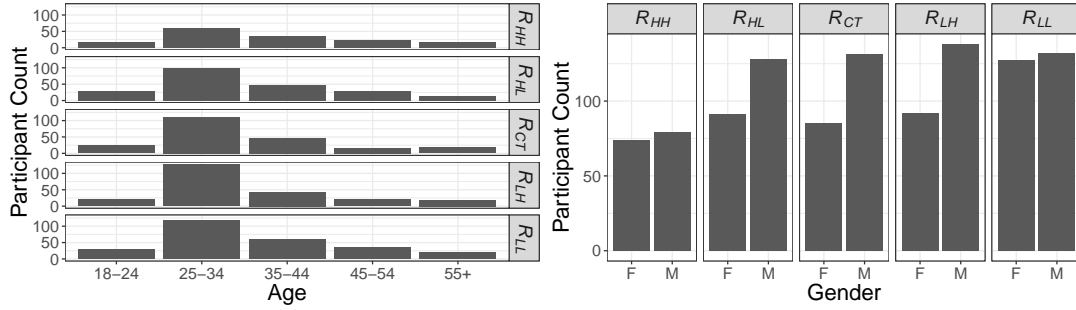 Participant Count
100
50
0
R_HH
100
50
0
R_HL
100
50
0
R_CT
100
50
0
R_LH
100
50
0
R_LL
18−24 25−34 35−44 45−54 55+
Age
R_HH R_HL R_CT R_LH R_LL
Participant Count
100
50
0
F M F M F M F M F M
Gender